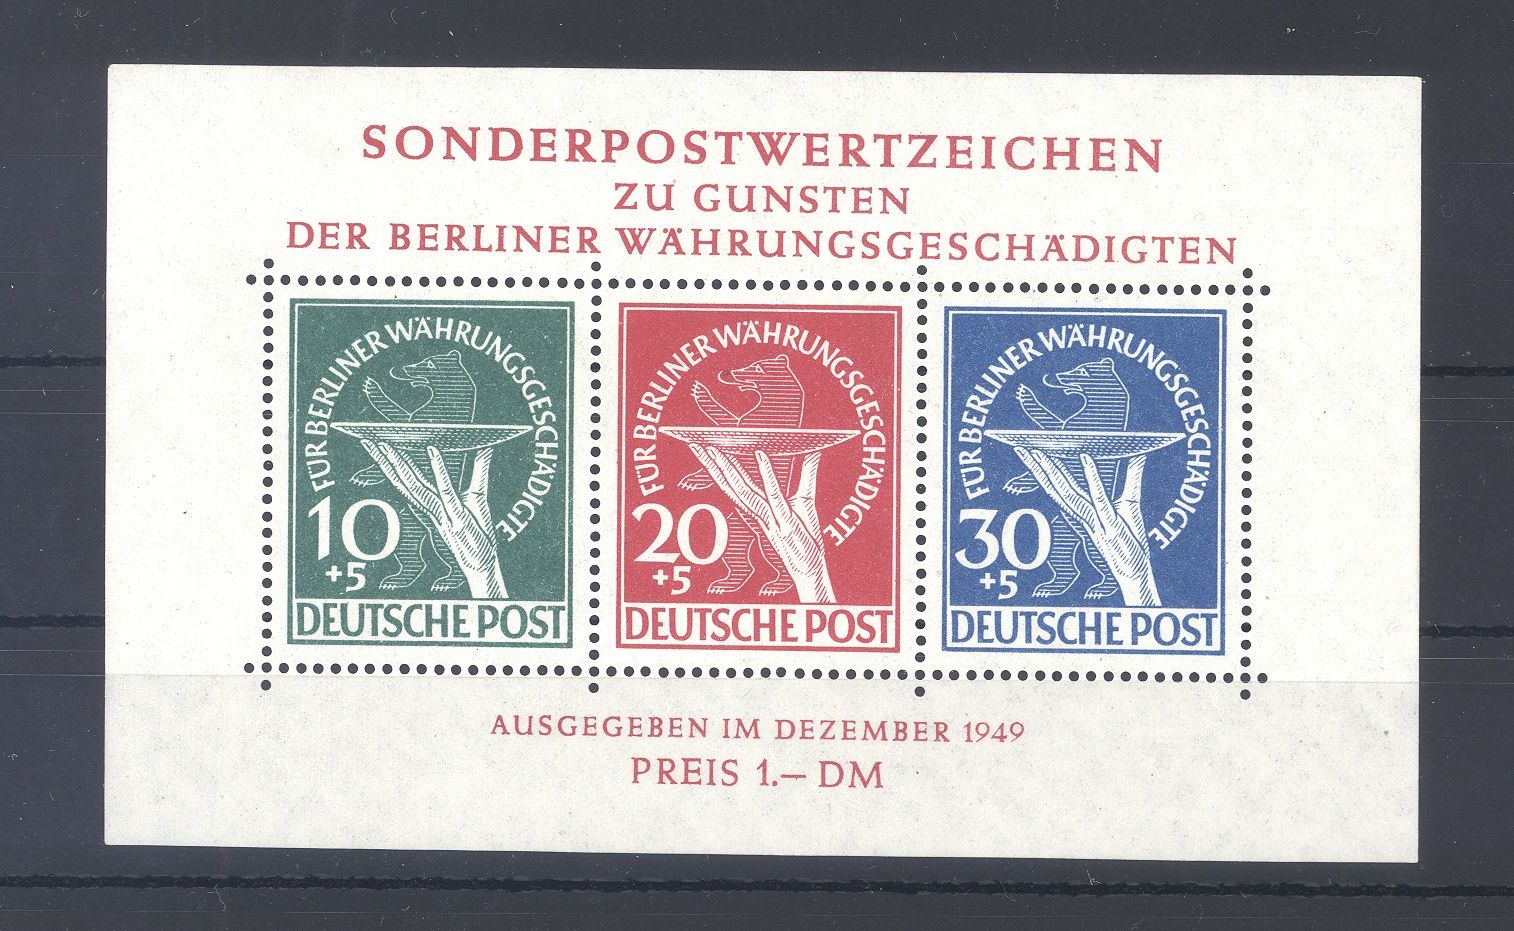 SONDERPOSTWERTZEICHEN
ZU GUNSTEN
DER BERLINER WÄHRUNGSGESCHÄDIGTEN
FÜR BERLINER WÄHRUNGSGESCHÄDIGTE
10
+5
DEUTSCHE POST
FÜR BERLINER WÄHRUNGSGESCHÄDIGTE
20
+5
DEUTSCHE POST
FÜR BERLINER WÄHRUNGSGESCHÄDIGTE
30
+5
DEUTSCHE POST
AUSGEGEBEN IM DEZEMBER 1949
PREIS 1.— DM